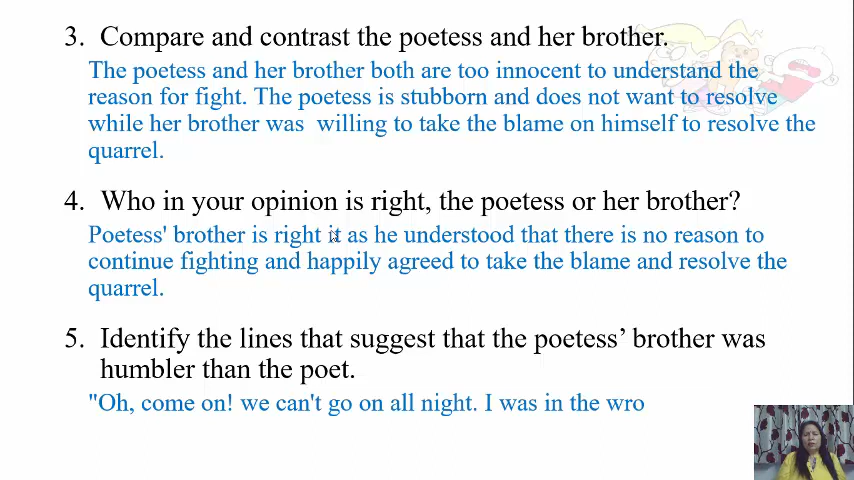 3. Compare and contrast the poetess and her brother.
The poetess and her brother both are too innocent to understand the
reason for fight. The poetess is stubborn and does not want to resolve
while her brother was willing to take the blame on himself to resolve the
quarrel.
4. Who in your opinion is right, the poetess or her brother?
Poetess' brother is right it as he understood that there is no reason to
continue fighting and happily agreed to take the blame and resolve the
quarrel.
5. Identify the lines that suggest that the poetess’ brother was
humbler than the poet.
"Oh, come on! we can't go on all night. I was in the wro